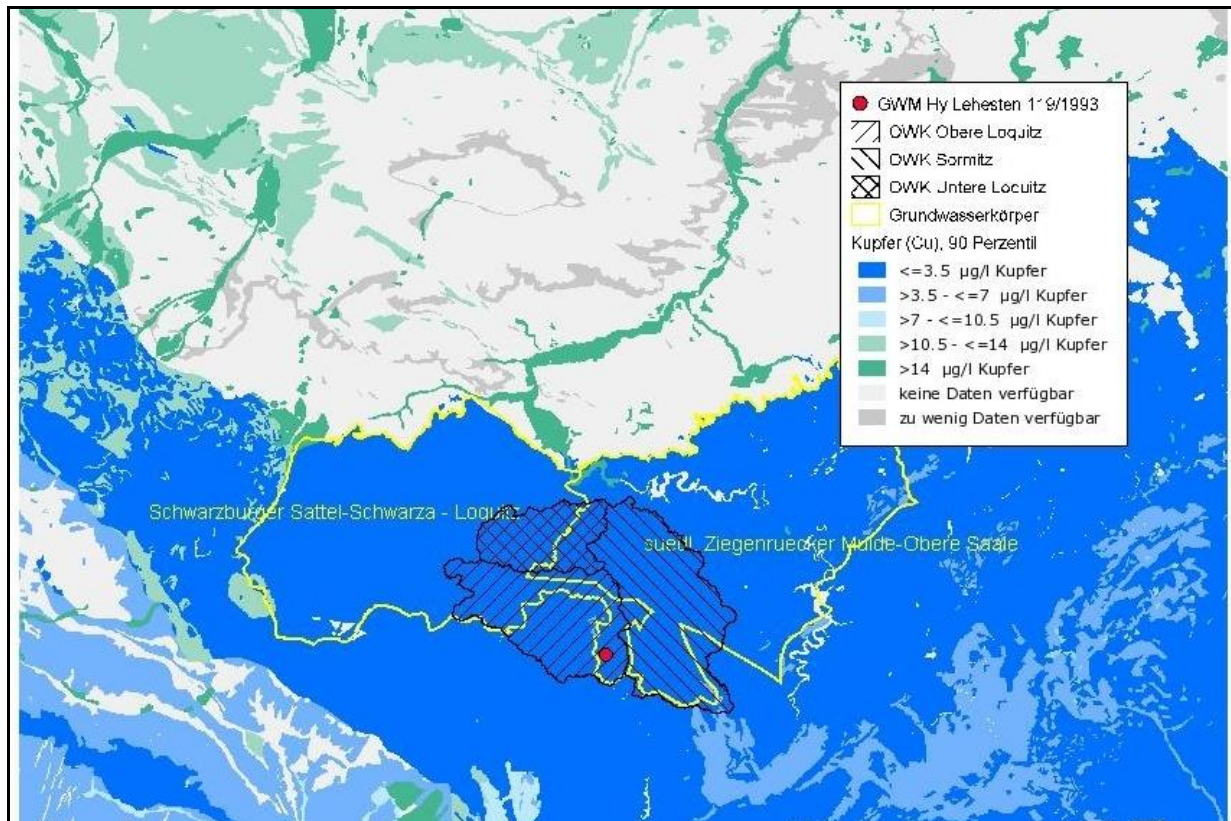 GWM Hy Lehesten 119/1993
OWK Obere Loquitz
OWK Sormitz
OWK Untere Loquitz
Grundwasserkörper
Kupfer (Cu), 90 Perzentil
<=3.5 µg/l Kupfer
>3.5 - <=7 µg/l Kupfer
>7 - <=10.5 µg/l Kupfer
>10.5 - <=14 µg/l Kupfer
>14 µg/l Kupfer
keine Daten verfügbar
zu wenig Daten verfügbar
Schwarzburger Sattel-Schwarza - Loquitz
suedl. Ziegenruecker Mulde-Obere Saale